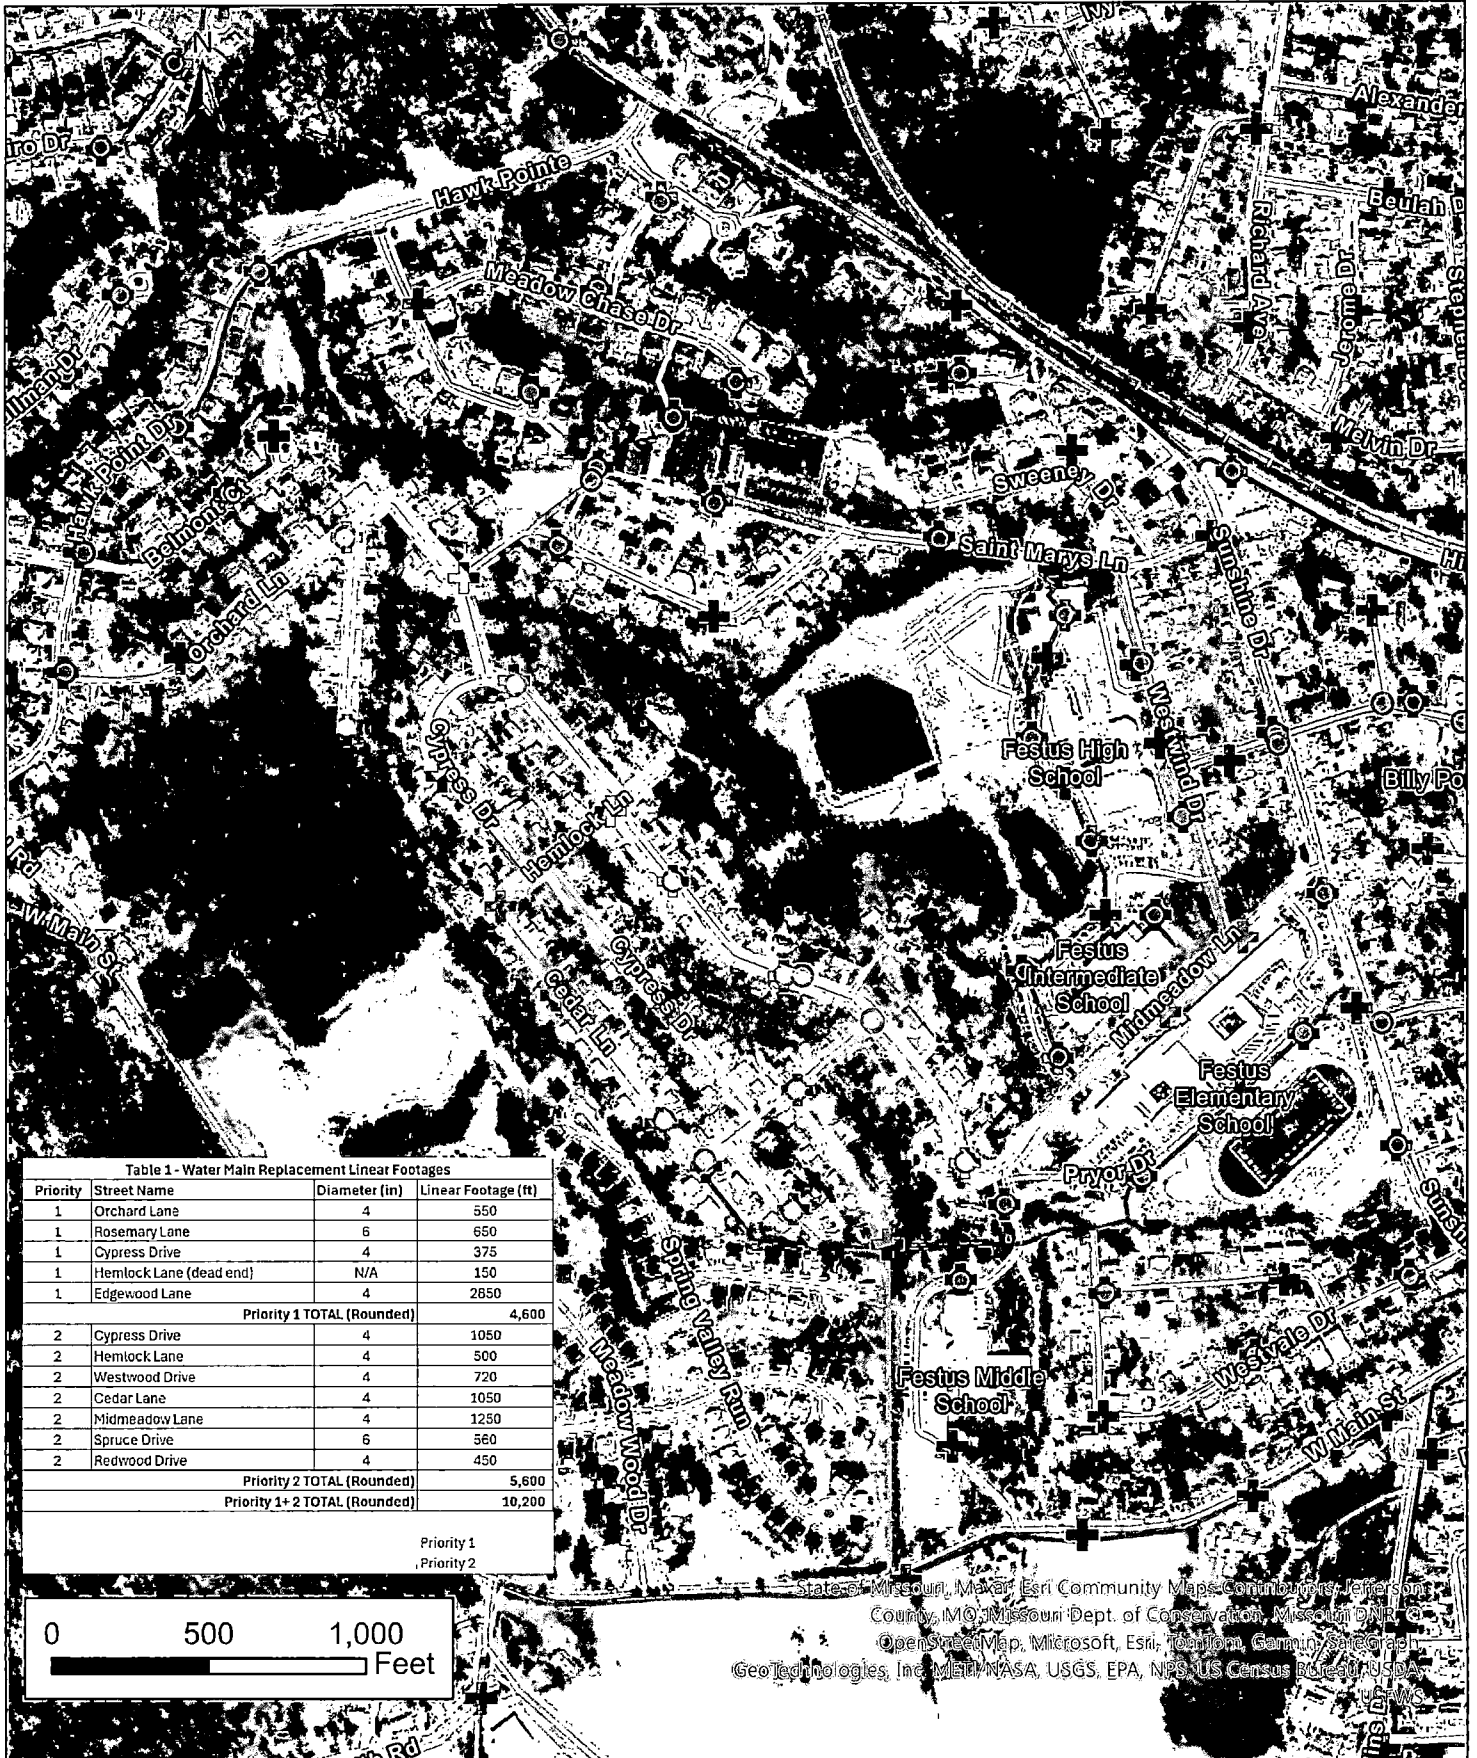 Ivy
N
Alexander
iro Dr
Hawk Pointe
Beulah D
Richard Ave
Meadow Chase Dr
Jerome Dr
llman Dr
Melvin Dr
Hawk Point Dr
Sweeney Dr
Belmont Ct
Saint Marys Ln
Sunshine Dr
Orchard Ln
Cypress Dr
Westwind Dr
Festus High
School
Billy Po
Hemlock Ln
Rd
W Main St
Cypress Dr
Cedar Ln
Festus
Intermediate
School
Midmeadow Ln
Festus
Elementary
School
Pryor Dr
Sunsh
Spring Valley Run
Meadow Wood Dr
Westvale Dr
Festus Middle
School
W Main St
Table 1 - Water Main Replacement Linear Footages
Priority Street Name Diameter (in) Linear Footage (ft)
1 Orchard Lane 4 550
1 Rosemary Lane 6 650
1 Cypress Drive 4 375
1 Hemlock Lane (dead end) N/A 150
1 Edgewood Lane 4 2850
Priority 1 TOTAL (Rounded) 4,600
2 Cypress Drive 4 1050
2 Hemlock Lane 4 500
2 Westwood Drive 4 720
2 Cedar Lane 4 1050
2 Midmeadow Lane 4 1250
2 Spruce Drive 6 560
2 Redwood Drive 4 450
Priority 2 TOTAL (Rounded) 5,600
Priority 1+ 2 TOTAL (Rounded) 10,200
Priority 1
Priority 2
State of Missouri, Maxar, Esri Community Maps Contributors, Jefferson
County, MO, Missouri Dept. of Conservation, Missouri DNR, ©
OpenStreetMap, Microsoft, Esri, TomTom, Garmin, SafeGraph,
GeoTechnologies, Inc, METI/NASA, USGS, EPA, NPS, US Census Bureau, USDA,
USFWS
0 500 1,000
Feet
Rd